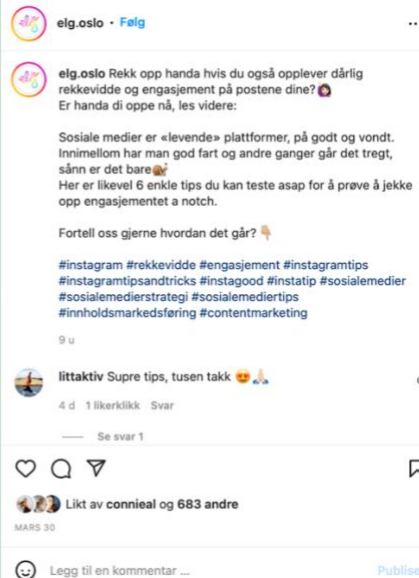 elg.oslo • Følg
elg.oslo Rekk opp handa hvis du også opplever dårlig
rekkevidde og engasjement på postene dine?🙋🏻‍♀️
Er handa di oppe nå, les videre:
Sosiale medier er «levende» plattformer, på godt og vondt.
Innimellom har man god fart og andre ganger går det tregt,
sånn er det bare🐌
Her er likevel 6 enkle tips du kan teste asap for å prøve å jekke
opp engasjementet a notch.
Fortell oss gjerne hvordan det går?👇🏼
#instagram #rekkevidde #engasjement #instagramtips
#instagramtipsandtricks #instagood #instatip #sosialemedier
#sosialemedierstrategi #sosialemediertips
#innholdsmarkedsføring #contentmarketing
9 u
littaktiv Supre tips, tusen takk 😍🙏🏻
4 d 1 likerklikk Svar
Se svar 1
Likt av connieal og 683 andre
MARS 30
Legg til en kommentar ...
Publise